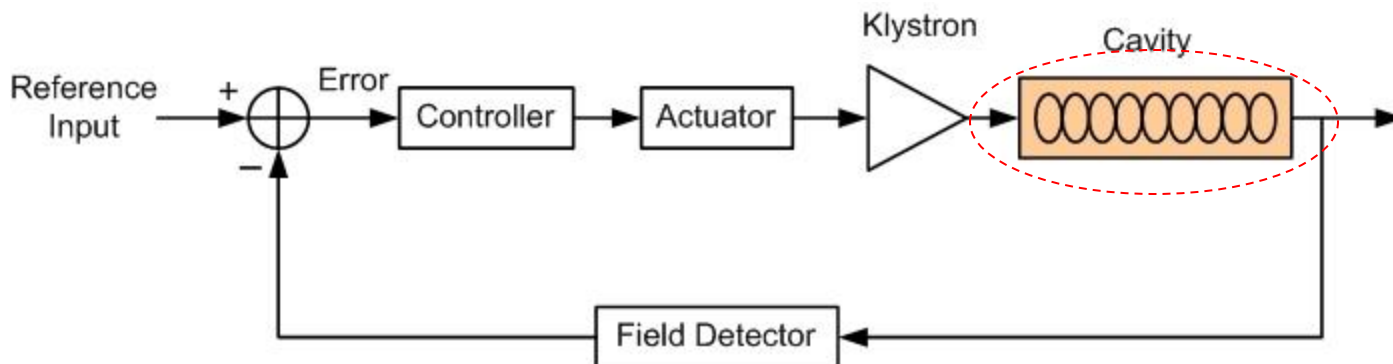 Klystron
Cavity
Reference
Input
+
Error
Controller
Actuator
−
Field Detector